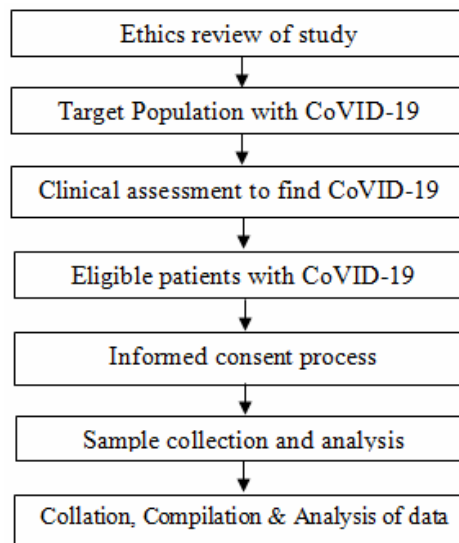 Ethics review of study
Target Population with CoVID-19
Clinical assessment to find CoVID-19
Eligible patients with CoVID-19
Informed consent process
Sample collection and analysis
Collation, Compilation & Analysis of data